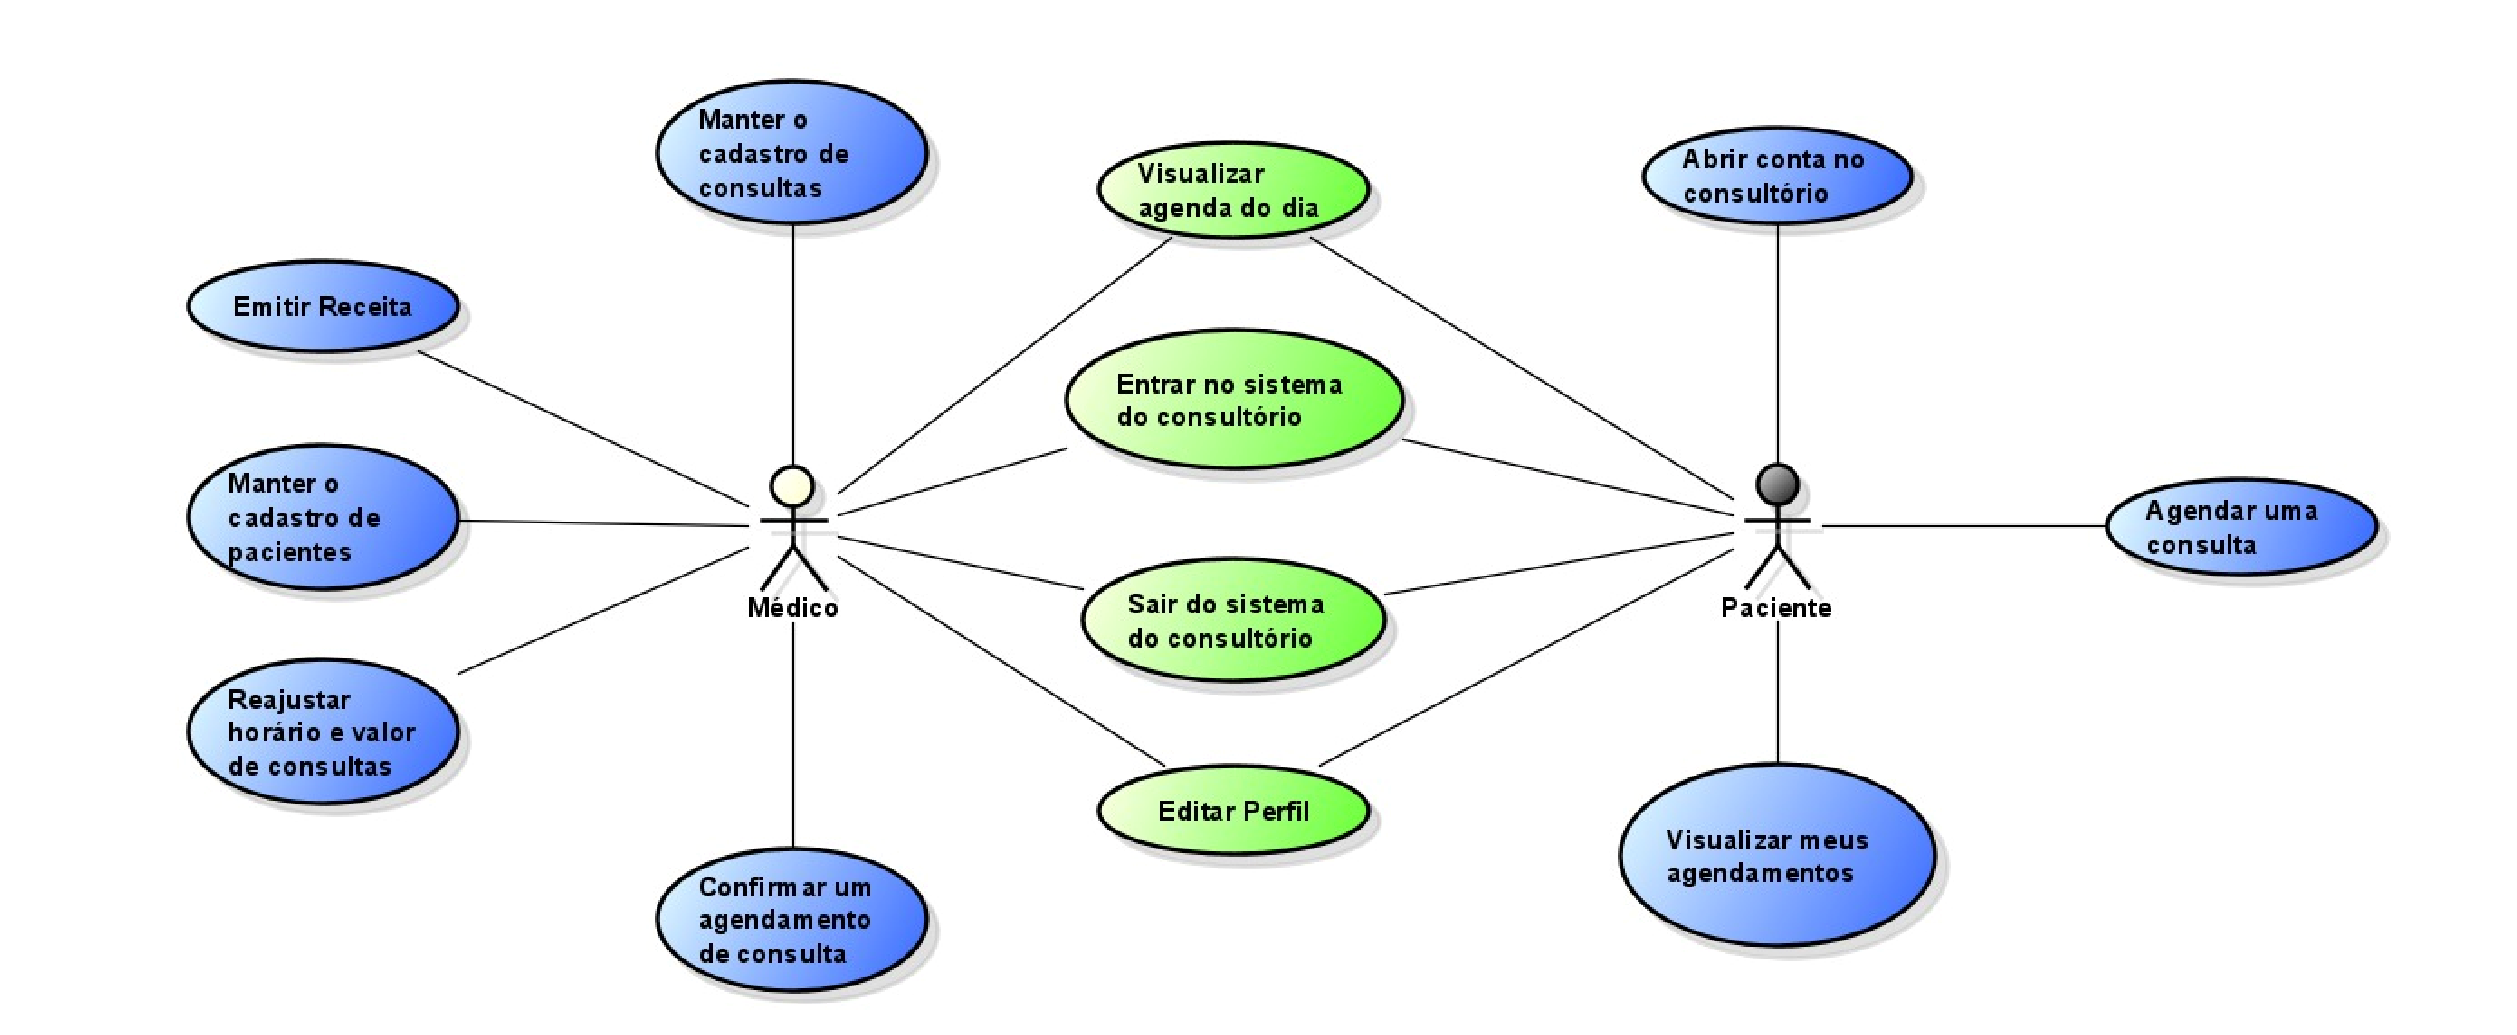 Manter o
cadastro de
consultas
Visualizar
agenda do dia
Abrir conta no
consultório
Emitir Receita
Entrar no sistema
do consultório
Manter o
cadastro de
pacientes
Agendar uma
consulta
Médico
Paciente
Sair do sistema
do consultório
Reajustar
horário e valor
de consultas
Editar Perfil
Visualizar meus
agendamentos
Confirmar um
agendamento
de consulta